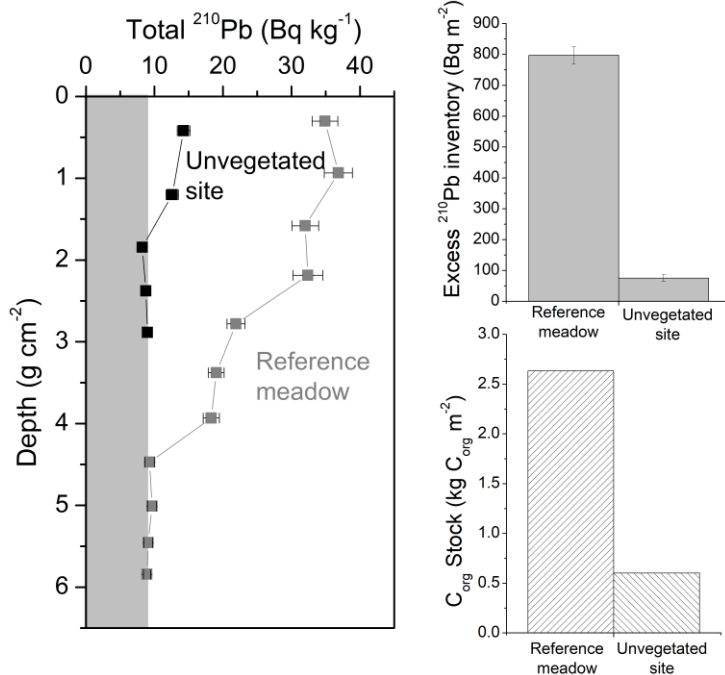 Total ²¹⁰Pb (Bq kg⁻¹)
0 10 20 30 40
0
1
2
3
4
5
6
Depth (g cm⁻²)
Unvegetated
site
Reference
meadow
Excess ²¹⁰Pb inventory (Bq m⁻²)
900
800
700
600
500
400
300
200
100
0
Reference
meadow
Unvegetated
site
C_org Stock (kg C_org m⁻²)
3.0
2.5
2.0
1.5
1.0
0.5
0.0
Reference
meadow
Unvegetated
site